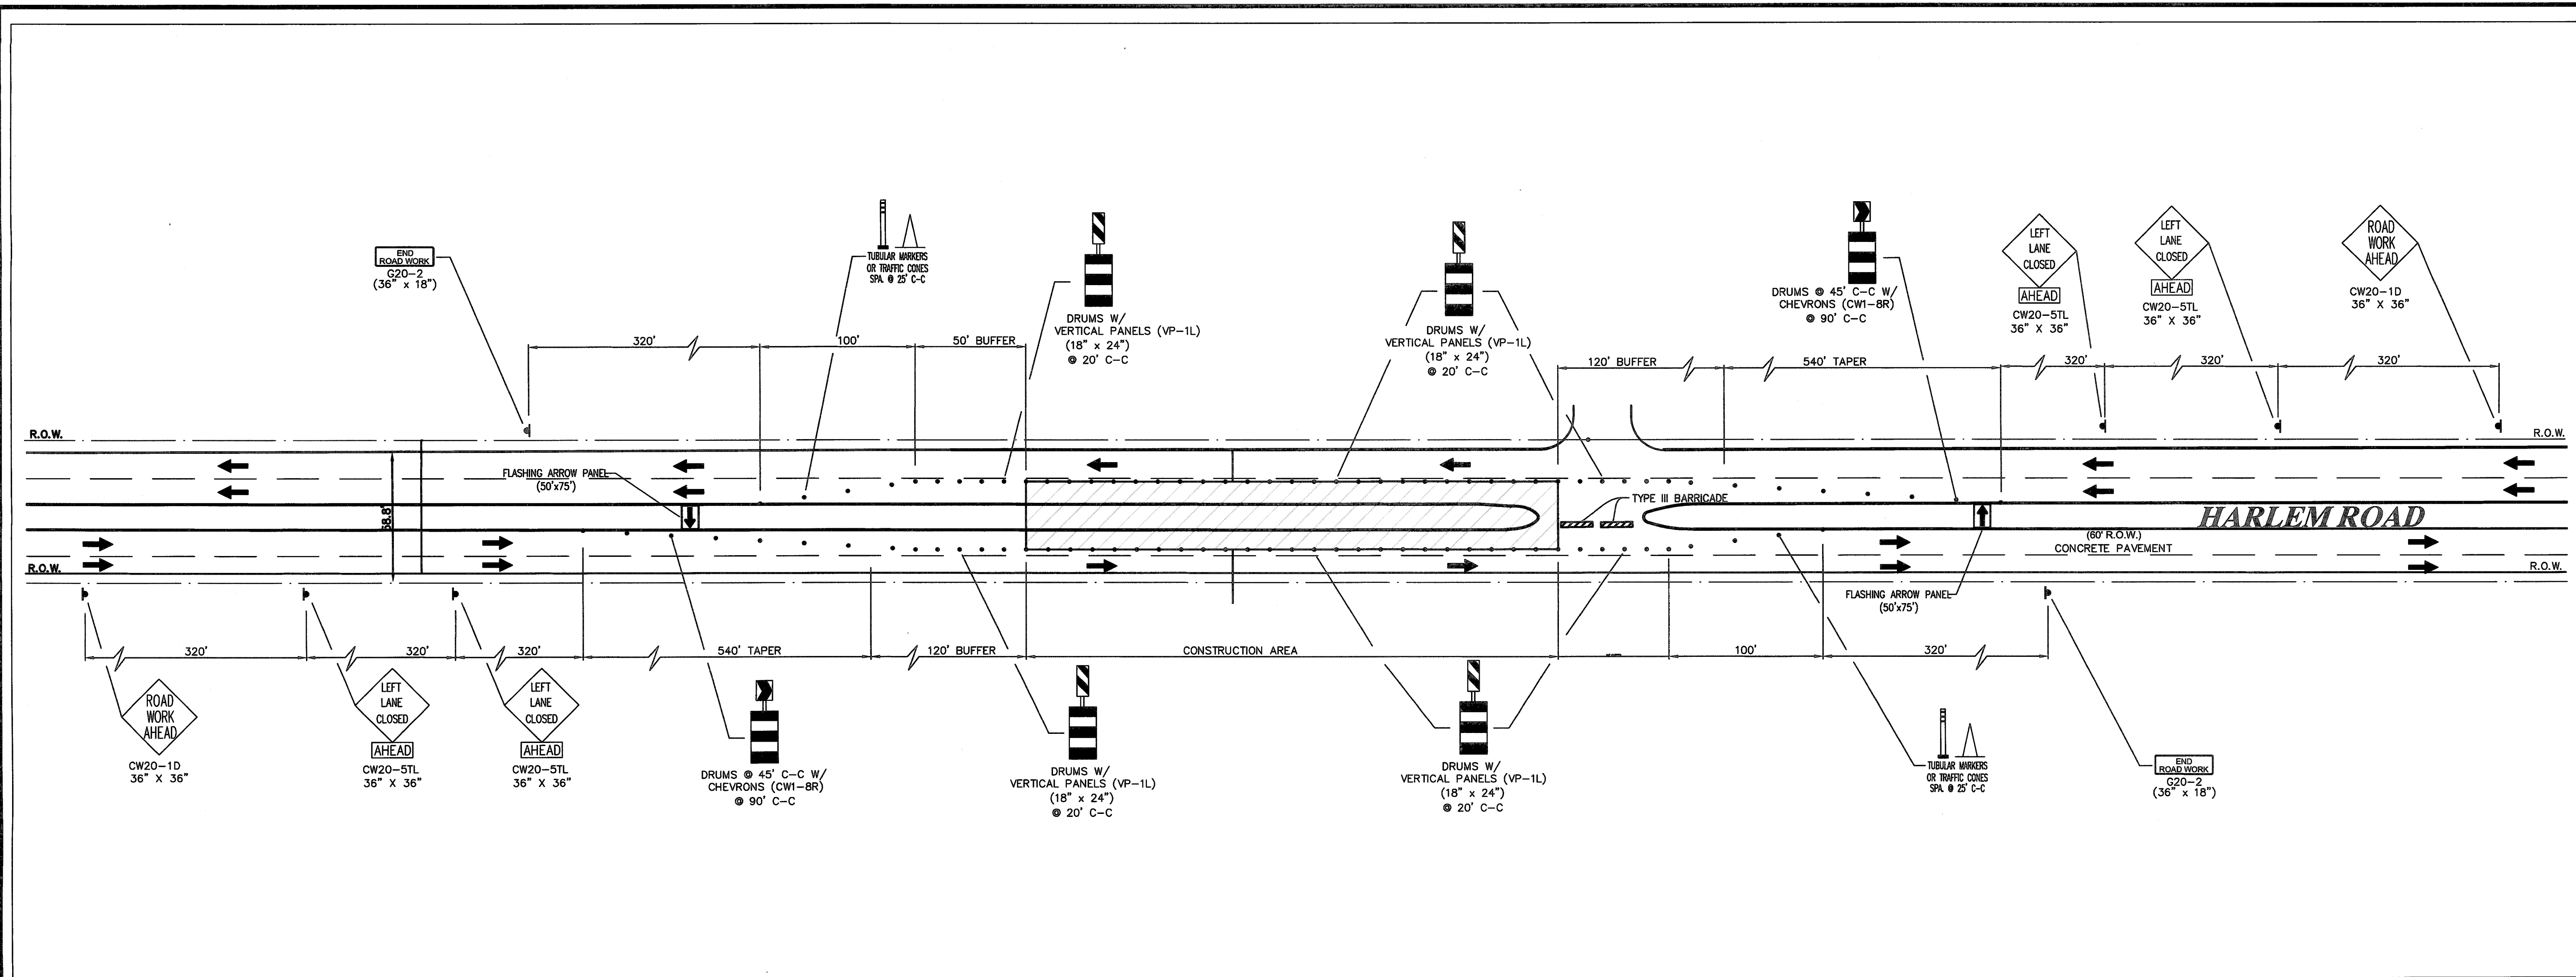 END
ROAD WORK
G20-2
(36" x 18")
TUBULAR MARKERS
OR TRAFFIC CONES
SPA. @ 25' C-C
DRUMS W/
VERTICAL PANELS (VP-1L)
(18" x 24")
@ 20' C-C
DRUMS W/
VERTICAL PANELS (VP-1L)
(18" x 24")
@ 20' C-C
DRUMS @ 45' C-C W/
CHEVRONS (CW1-8R)
@ 90' C-C
LEFT
LANE
CLOSED
AHEAD
CW20-5TL
36" X 36"
LEFT
LANE
CLOSED
AHEAD
CW20-5TL
36" X 36"
ROAD
WORK
AHEAD
CW20-1D
36" X 36"
320'
100'
50' BUFFER
120' BUFFER
540' TAPER
320'
320'
320'
R.O.W.
R.O.W.
FLASHING ARROW PANEL
(50'x75')
TYPE III BARRICADE
HARLEM ROAD
(60' R.O.W.)
CONCRETE PAVEMENT
R.O.W.
R.O.W.
FLASHING ARROW PANEL
(50'x75')
320'
320'
320'
540' TAPER
120' BUFFER
CONSTRUCTION AREA
100'
320'
ROAD
WORK
AHEAD
CW20-1D
36" X 36"
LEFT
LANE
CLOSED
AHEAD
CW20-5TL
36" X 36"
LEFT
LANE
CLOSED
AHEAD
CW20-5TL
36" X 36"
DRUMS @ 45' C-C W/
CHEVRONS (CW1-8R)
@ 90' C-C
DRUMS W/
VERTICAL PANELS (VP-1L)
(18" x 24")
@ 20' C-C
DRUMS W/
VERTICAL PANELS (VP-1L)
(18" x 24")
@ 20' C-C
TUBULAR MARKERS
OR TRAFFIC CONES
SPA. @ 25' C-C
END
ROAD WORK
G20-2
(36" x 18")